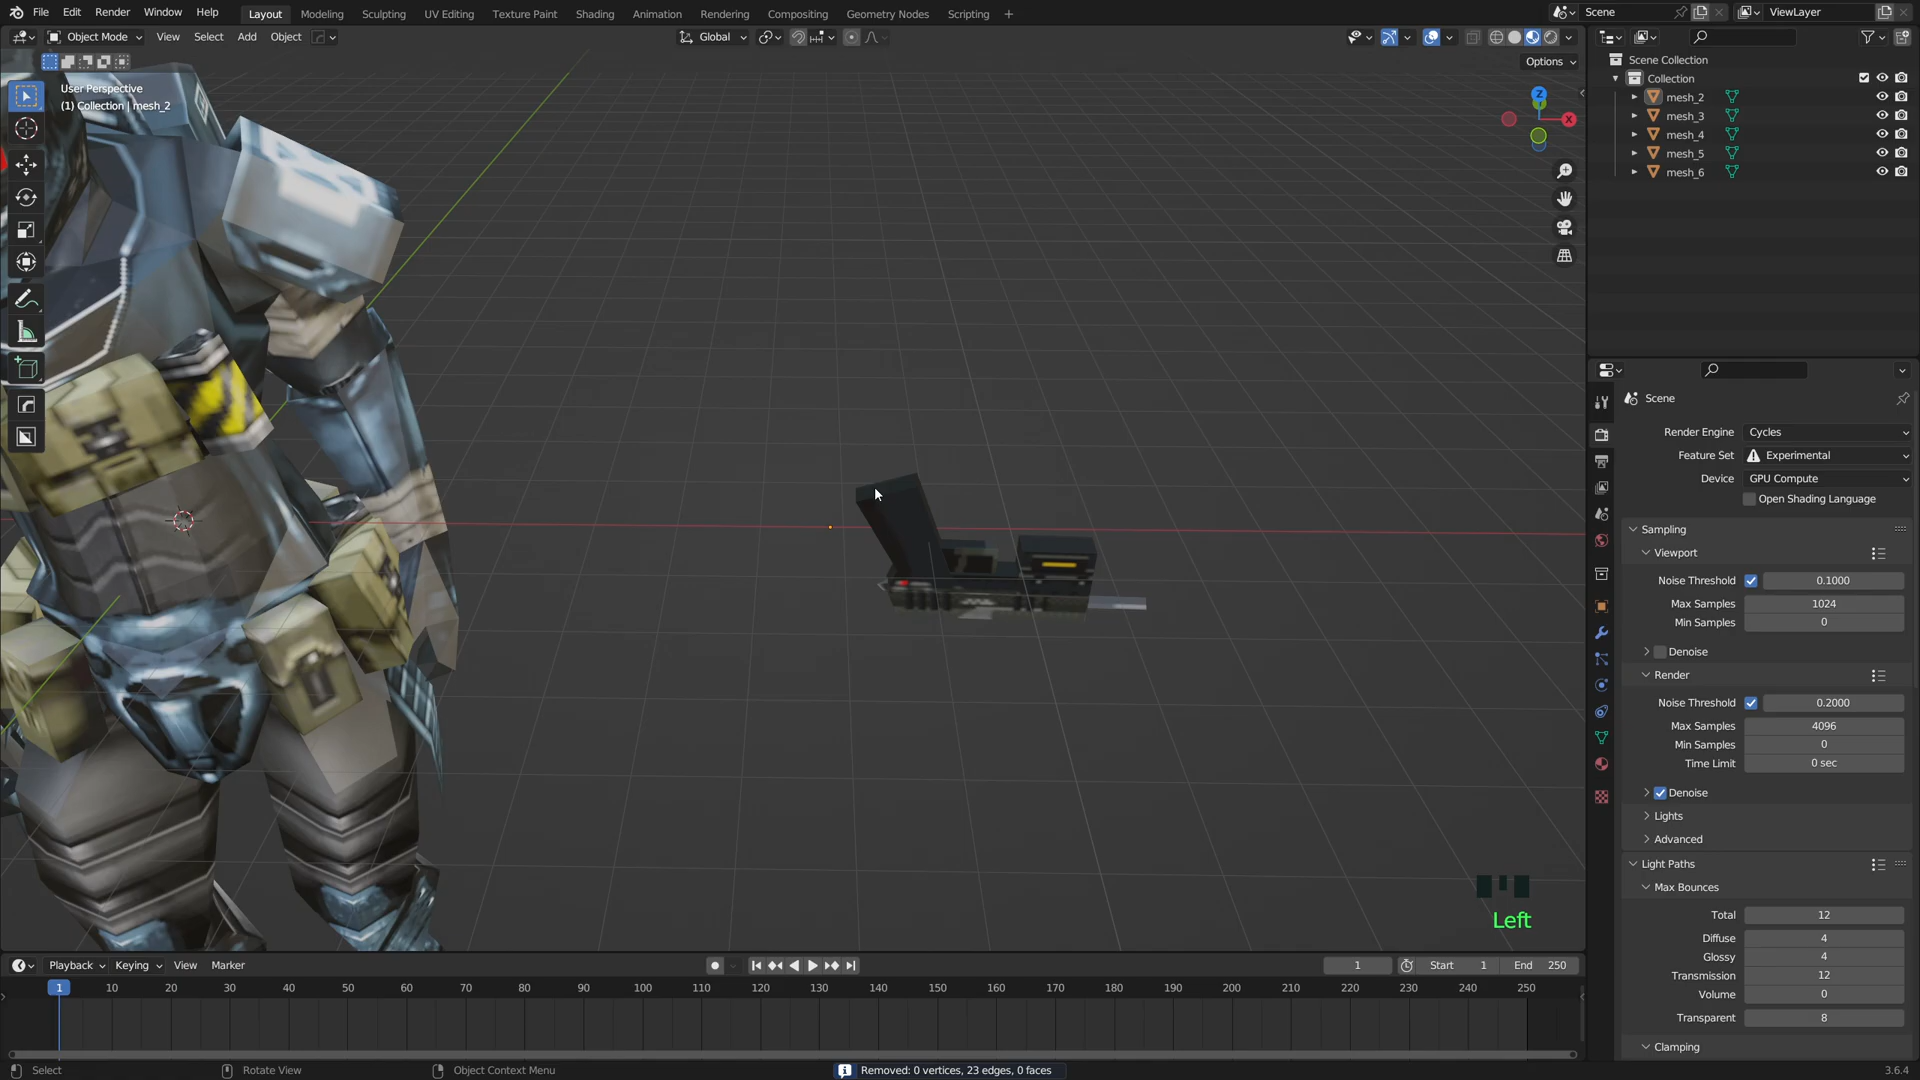 File Edit Render Window Help Layout Modeling Sculpting UV Editing Texture Paint Shading Animation Rendering Compositing Geometry Nodes Scripting + Scene ViewLayer
Object Mode View Select Add Object Global
Options
User Perspective
(1) Collection | mesh_2
Z
X
Scene Collection
Collection
mesh_2
mesh_3
mesh_4
mesh_5
mesh_6
Scene
Render Engine Cycles
Feature Set Experimental
Device GPU Compute
Open Shading Language
Sampling
Viewport
Noise Threshold 0.1000
Max Samples 1024
Min Samples 0
Denoise
Render
Noise Threshold 0.2000
Max Samples 4096
Min Samples 0
Time Limit 0 sec
Denoise
Lights
Advanced
Light Paths
Max Bounces
Total 12
Diffuse 4
Glossy 4
Transmission 12
Volume 0
Transparent 8
Clamping
Left
Playback Keying View Marker 1 Start 1 End 250
1 10 20 30 40 50 60 70 80 90 100 110 120 130 140 150 160 170 180 190 200 210 220 230 240 250
Select Rotate View Object Context Menu Removed: 0 vertices, 23 edges, 0 faces 3.6.4